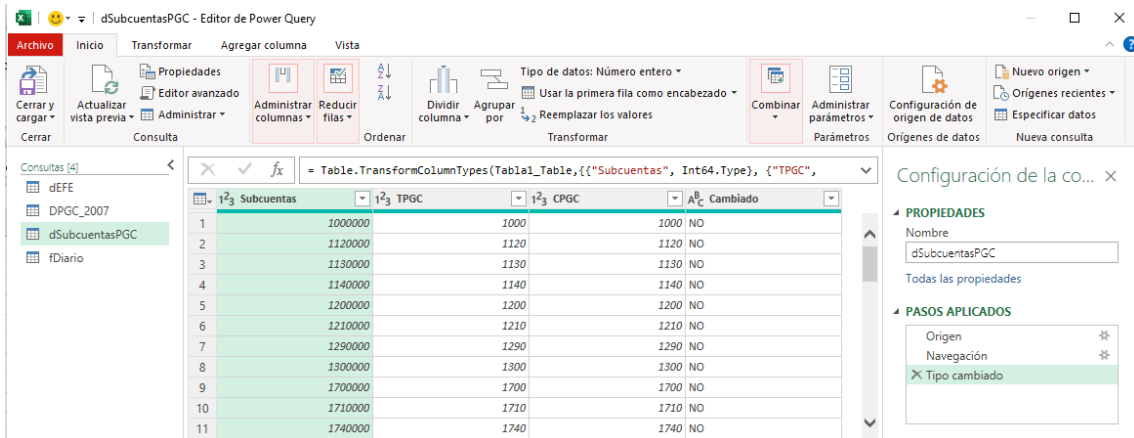 dSubcuentasPGC - Editor de Power Query
Archivo Inicio Transformar Agregar columna Vista
Cerrar y cargar
Cerrar
Actualizar vista previa
Propiedades
Editor avanzado
Administrar
Consulta
Administrar columnas
Reducir filas
Ordenar
Dividir columna
Agrupar por
Tipo de datos: Número entero
Usar la primera fila como encabezado
Reemplazar los valores
Transformar
Combinar
Administrar parámetros
Parámetros
Configuración de origen de datos
Orígenes de datos
Nuevo origen
Orígenes recientes
Especificar datos
Nueva consulta
Consultas [4]
dEFE
DPGC_2007
dSubcuentasPGC
fDiario
fx = Table.TransformColumnTypes(Tabla1_Table,{{"Subcuentas", Int64.Type}, {"TPGC",
123 Subcuentas 123 TPGC 123 CPGC ABC Cambiado
1 1000000 1000 1000 NO
2 1120000 1120 1120 NO
3 1130000 1130 1130 NO
4 1140000 1140 1140 NO
5 1200000 1200 1200 NO
6 1210000 1210 1210 NO
7 1290000 1290 1290 NO
8 1300000 1300 1300 NO
9 1700000 1700 1700 NO
10 1710000 1710 1710 NO
11 1740000 1740 1740 NO
Configuración de la co...
PROPIEDADES
Nombre
dSubcuentasPGC
Todas las propiedades
PASOS APLICADOS
Origen
Navegación
Tipo cambiado